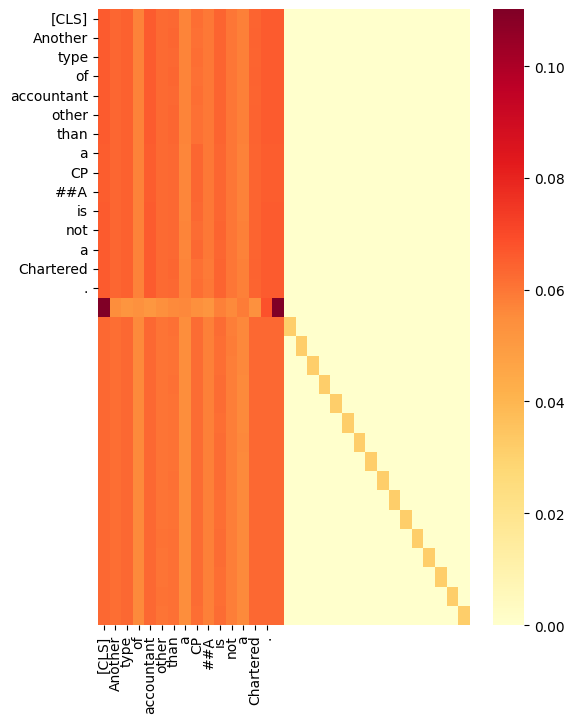 [CLS]
Another
type
of
accountant
other
than
a
CP
##A
is
not
a
Chartered
.
0.10
0.08
0.06
0.04
0.02
0.00
[CLS]
Another
type
of
accountant
other
than
a
CP
##A
is
not
a
Chartered
.